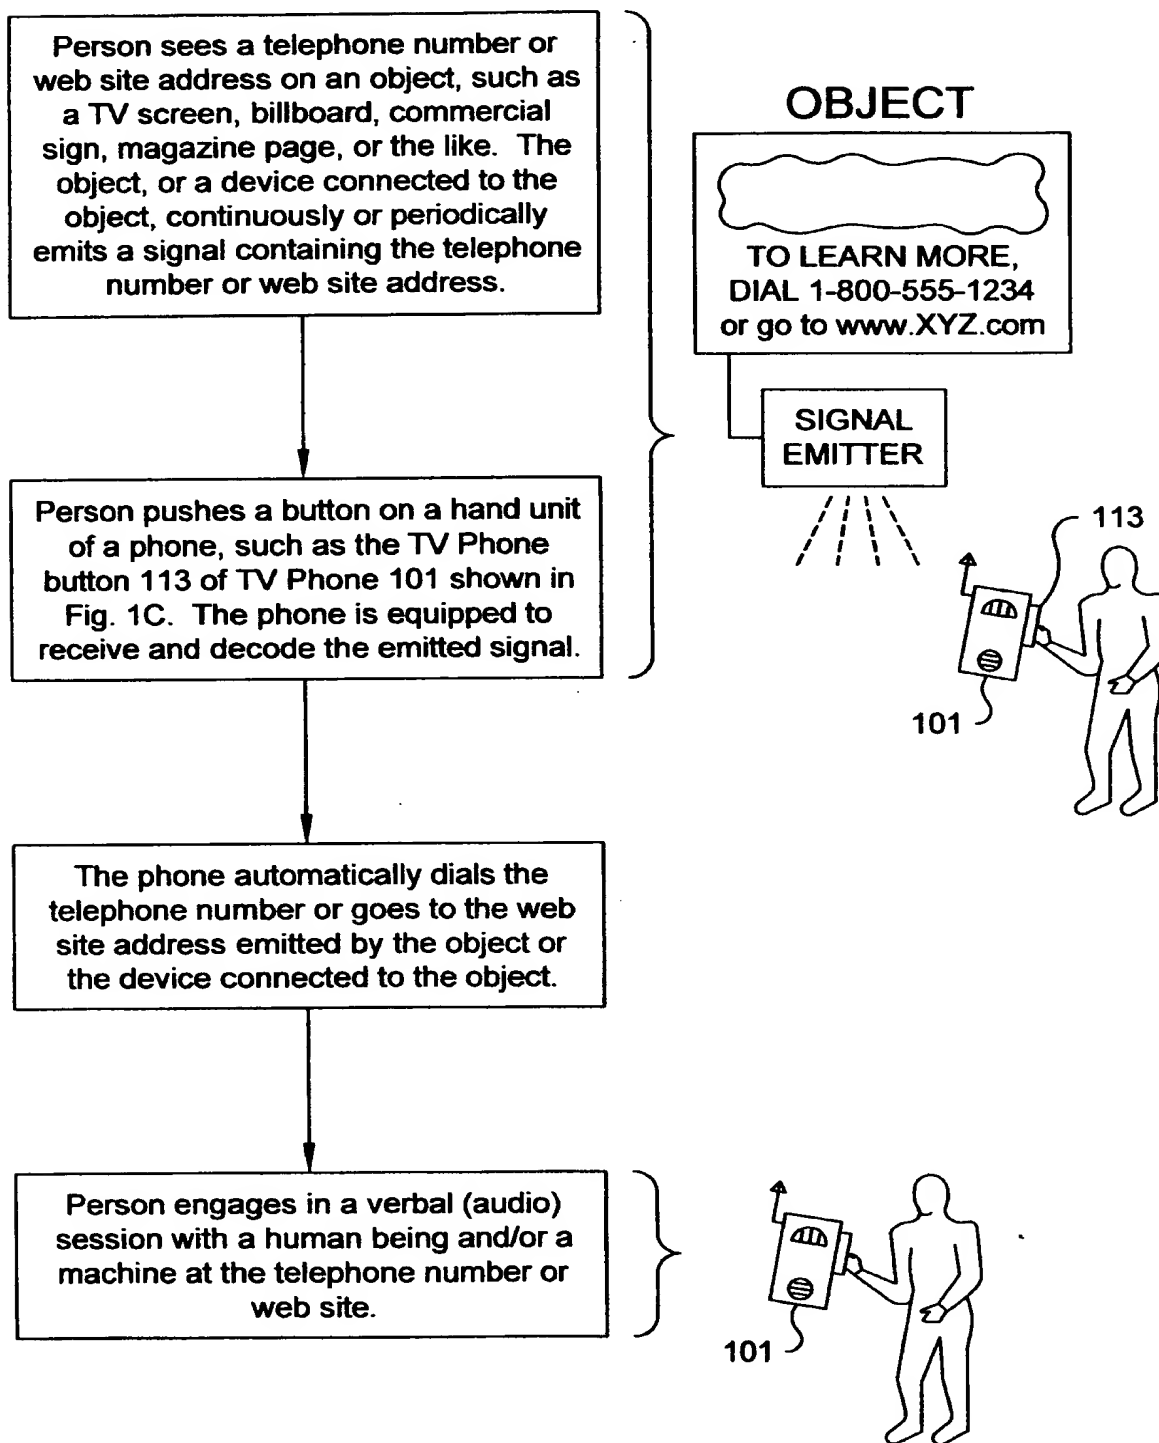 Person sees a telephone number or
web site address on an object, such as
a TV screen, billboard, commercial
sign, magazine page, or the like. The
object, or a device connected to the
object, continuously or periodically
emits a signal containing the telephone
number or web site address.
OBJECT
TO LEARN MORE,
DIAL 1-800-555-1234
or go to www.XYZ.com
SIGNAL
EMITTER
Person pushes a button on a hand unit
of a phone, such as the TV Phone
button 113 of TV Phone 101 shown in
Fig. 1C. The phone is equipped to
receive and decode the emitted signal.
113
101
The phone automatically dials the
telephone number or goes to the web
site address emitted by the object or
the device connected to the object.
Person engages in a verbal (audio)
session with a human being and/or a
machine at the telephone number or
web site.
101